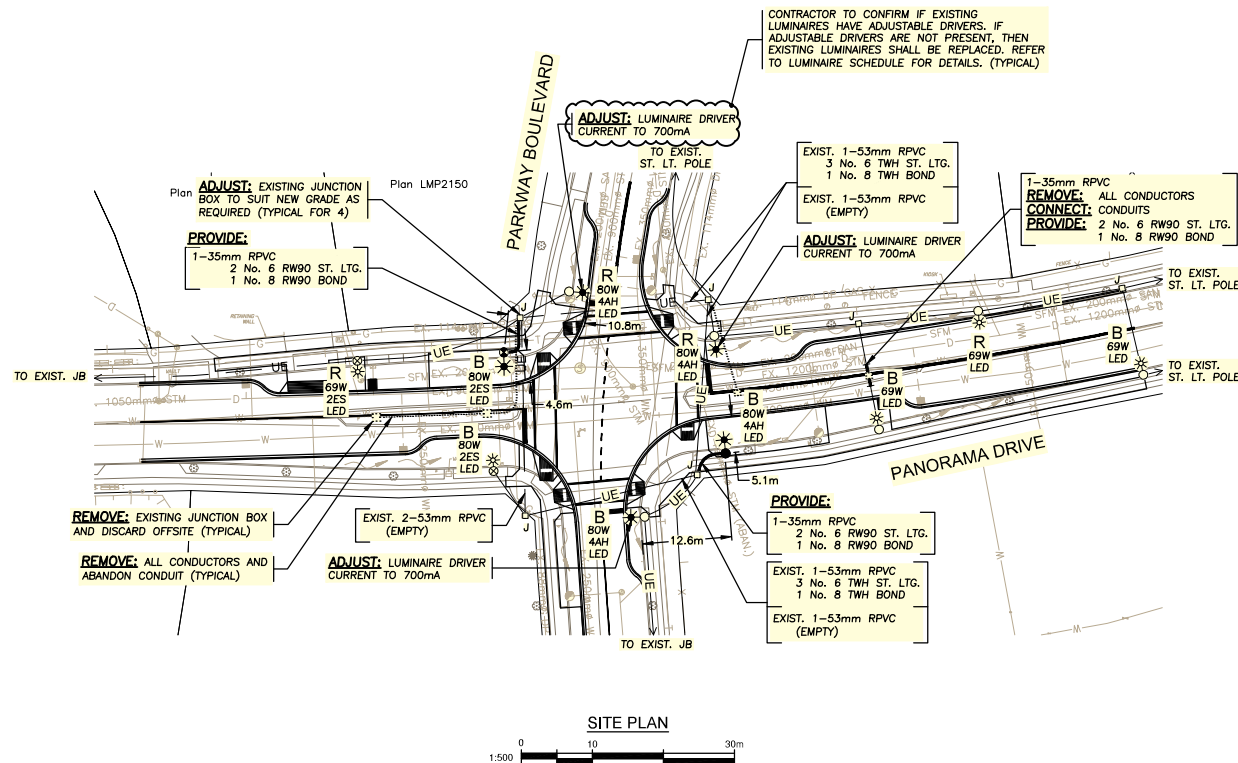 CONTRACTOR TO CONFIRM IF EXISTING
LUMINAIRES HAVE ADJUSTABLE DRIVERS. IF
ADJUSTABLE DRIVERS ARE NOT PRESENT, THEN
EXISTING LUMINAIRES SHALL BE REPLACED. REFER
TO LUMINAIRE SCHEDULE FOR DETAILS. (TYPICAL)
PARKWAY BOULEVARD
ADJUST: LUMINAIRE DRIVER
CURRENT TO 700mA
TO EXIST.
ST. LT. POLE
EXIST. 1-53mm RPVC
3 No. 6 TWH ST. LTG.
1 No. 8 TWH BOND
EXIST. 1-53mm RPVC
(EMPTY)
1-35mm RPVC
REMOVE: ALL CONDUCTORS
CONNECT: CONDUITS
PROVIDE: 2 No. 6 RW90 ST. LTG.
1 No. 8 RW90 BOND
Plan
ADJUST: EXISTING JUNCTION
BOX TO SUIT NEW GRADE AS
REQUIRED (TYPICAL FOR 4)
Plan LMP2150
PROVIDE:
1-35mm RPVC
2 No. 6 RW90 ST. LTG.
1 No. 8 RW90 BOND
ADJUST: LUMINAIRE DRIVER
CURRENT TO 700mA
TO EXIST.
ST. LT. POLE
R
80W
4AH
LED
10.8m
J
J
J
J
UE
UE
UE
UE
UE
R
80W
4AH
LED
R
69W
LED
B
69W
LED
TO EXIST.
ST. LT. POLE
TO EXIST. JB
R
69W
2ES
LED
B
80W
2ES
LED
4.6m
B
69W
LED
B
80W
4AH
LED
1050mmø STM
B
80W
2ES
LED
PANORAMA DRIVE
J
J
UE
UE
UE
5.1m
REMOVE: EXISTING JUNCTION BOX
AND DISCARD OFFSITE (TYPICAL)
EXIST. 2-53mm RPVC
(EMPTY)
B
80W
4AH
LED
12.6m
PROVIDE:
1-35mm RPVC
2 No. 6 RW90 ST. LTG.
1 No. 8 RW90 BOND
REMOVE: ALL CONDUCTORS AND
ABANDON CONDUIT (TYPICAL)
ADJUST: LUMINAIRE DRIVER
CURRENT TO 700mA
EXIST. 1-53mm RPVC
3 No. 6 TWH ST. LTG.
1 No. 8 TWH BOND
EXIST. 1-53mm RPVC
(EMPTY)
TO EXIST. JB
SITE PLAN
1:500
0 10 30m